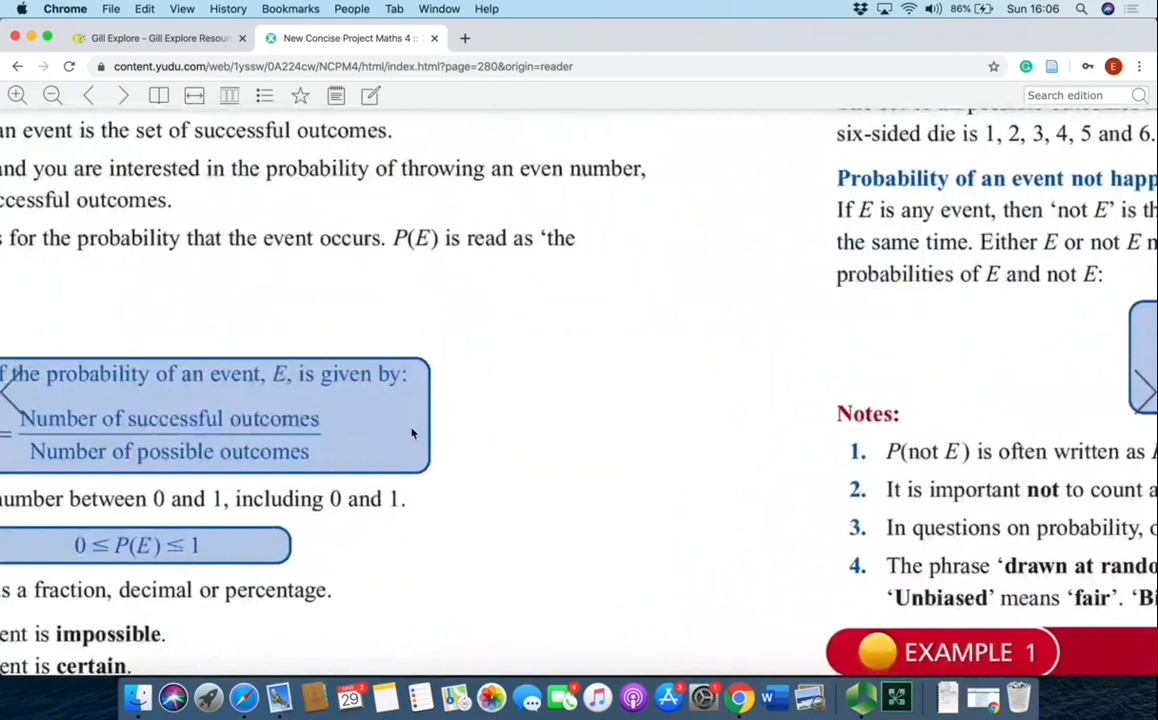 Chrome File Edit View History Bookmarks People Tab Window Help 86% Sun 16:06
Gill Explore - Gill Explore Resour
New Concise Project Maths 4 ::
content.yudu.com/web/1yssw/0A224cw/NCPM4/html/index.html?page=280&origin=reader
E
Search edition
an event is the set of successful outcomes.
and you are interested in the probability of throwing an even number,
ccessful outcomes.
s for the probability that the event occurs. P(E) is read as ‘the
f the probability of an event, E, is given by:
= Number of successful outcomes
Number of possible outcomes
number between 0 and 1, including 0 and 1.
0 ≤ P(E) ≤ 1
s a fraction, decimal or percentage.
ent is impossible.
ent is certain.
six-sided die is 1, 2, 3, 4, 5 and 6.
Probability of an event not happ
If E is any event, then ‘not E’ is th
the same time. Either E or not E n
probabilities of E and not E:
Notes:
1. P(not E) is often written as
2. It is important not to count a
3. In questions on probability,
4. The phrase ‘drawn at rando
‘Unbiased’ means ‘fair’. ‘Bi
EXAMPLE 1
MAR
29